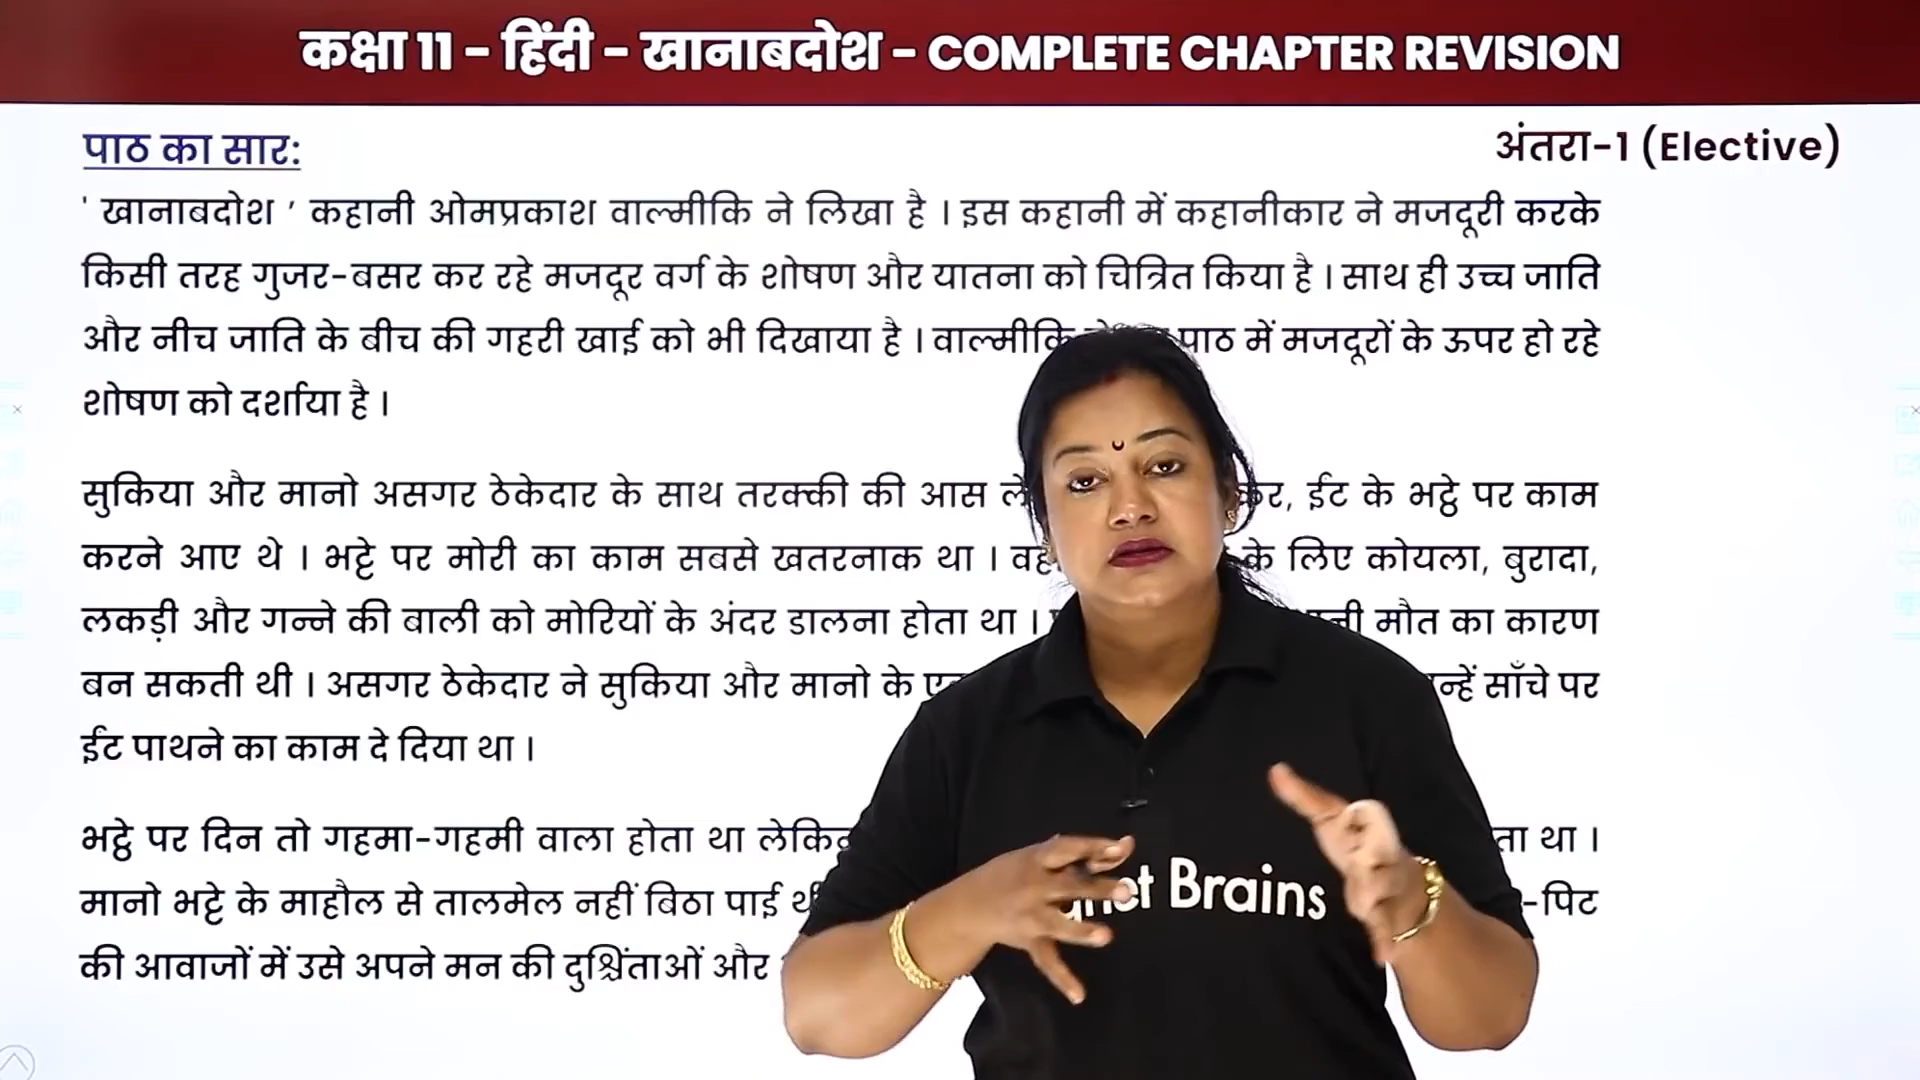 कक्षा 11 - हिंदी - खानाबदोश - COMPLETE CHAPTER REVISION
पाठ का सार:
अंतरा-1 (Elective)
' खानाबदोश ’ कहानी ओमप्रकाश वाल्मीकि ने लिखा है । इस कहानी में कहानीकार ने मजदूरी करके
किसी तरह गुजर-बसर कर रहे मजदूर वर्ग के शोषण और यातना को चित्रित किया है । साथ ही उच्च जाति
और नीच जाति के बीच की गहरी खाई को भी दिखाया है । वाल्मीकि पाठ में मजदूरों के ऊपर हो रहे
शोषण को दर्शाया है ।
सुकिया और मानो असगर ठेकेदार के साथ तरक्की की आस ईंट के भट्ठे पर काम
करने आए थे । भट्टे पर मोरी का काम सबसे खतरनाक था । के लिए कोयला, बुरादा,
लकड़ी और गन्ने की बाली को मोरियों के अंदर डालना होता था । मौत का कारण
बन सकती थी । असगर ठेकेदार ने सुकिया और मानो के साँचे पर
ईंट पाथने का काम दे दिया था ।
भट्ठे पर दिन तो गहमा-गहमी वाला होता था था ।
मानो भट्टे के माहौल से तालमेल नहीं बिठा पाई -पिट
की आवाजों में उसे अपने मन की दुश्चिंताओं और
Brains